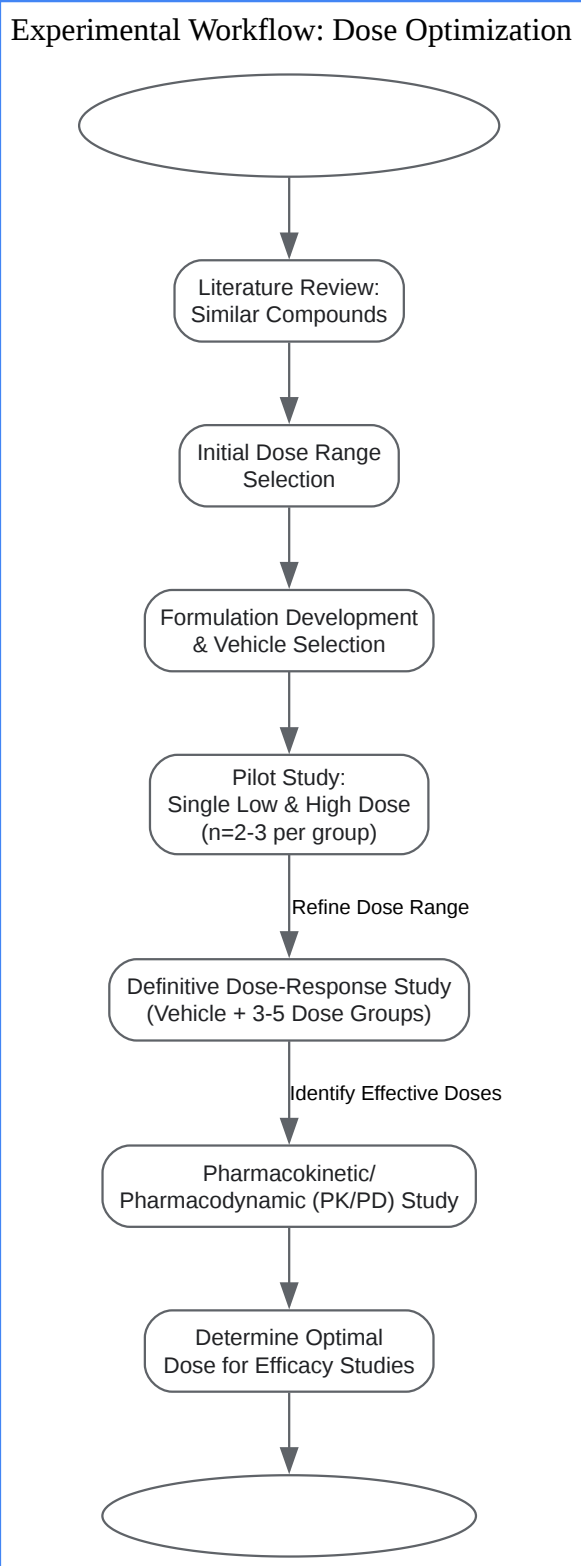 Experimental Workflow: Dose Optimization
Literature Review:
Similar Compounds
Initial Dose Range
Selection
Formulation Development
& Vehicle Selection
Pilot Study:
Single Low & High Dose
(n=2-3 per group)
Refine Dose Range
Definitive Dose-Response Study
(Vehicle + 3-5 Dose Groups)
Identify Effective Doses
Pharmacokinetic/
Pharmacodynamic (PK/PD) Study
Determine Optimal
Dose for Efficacy Studies